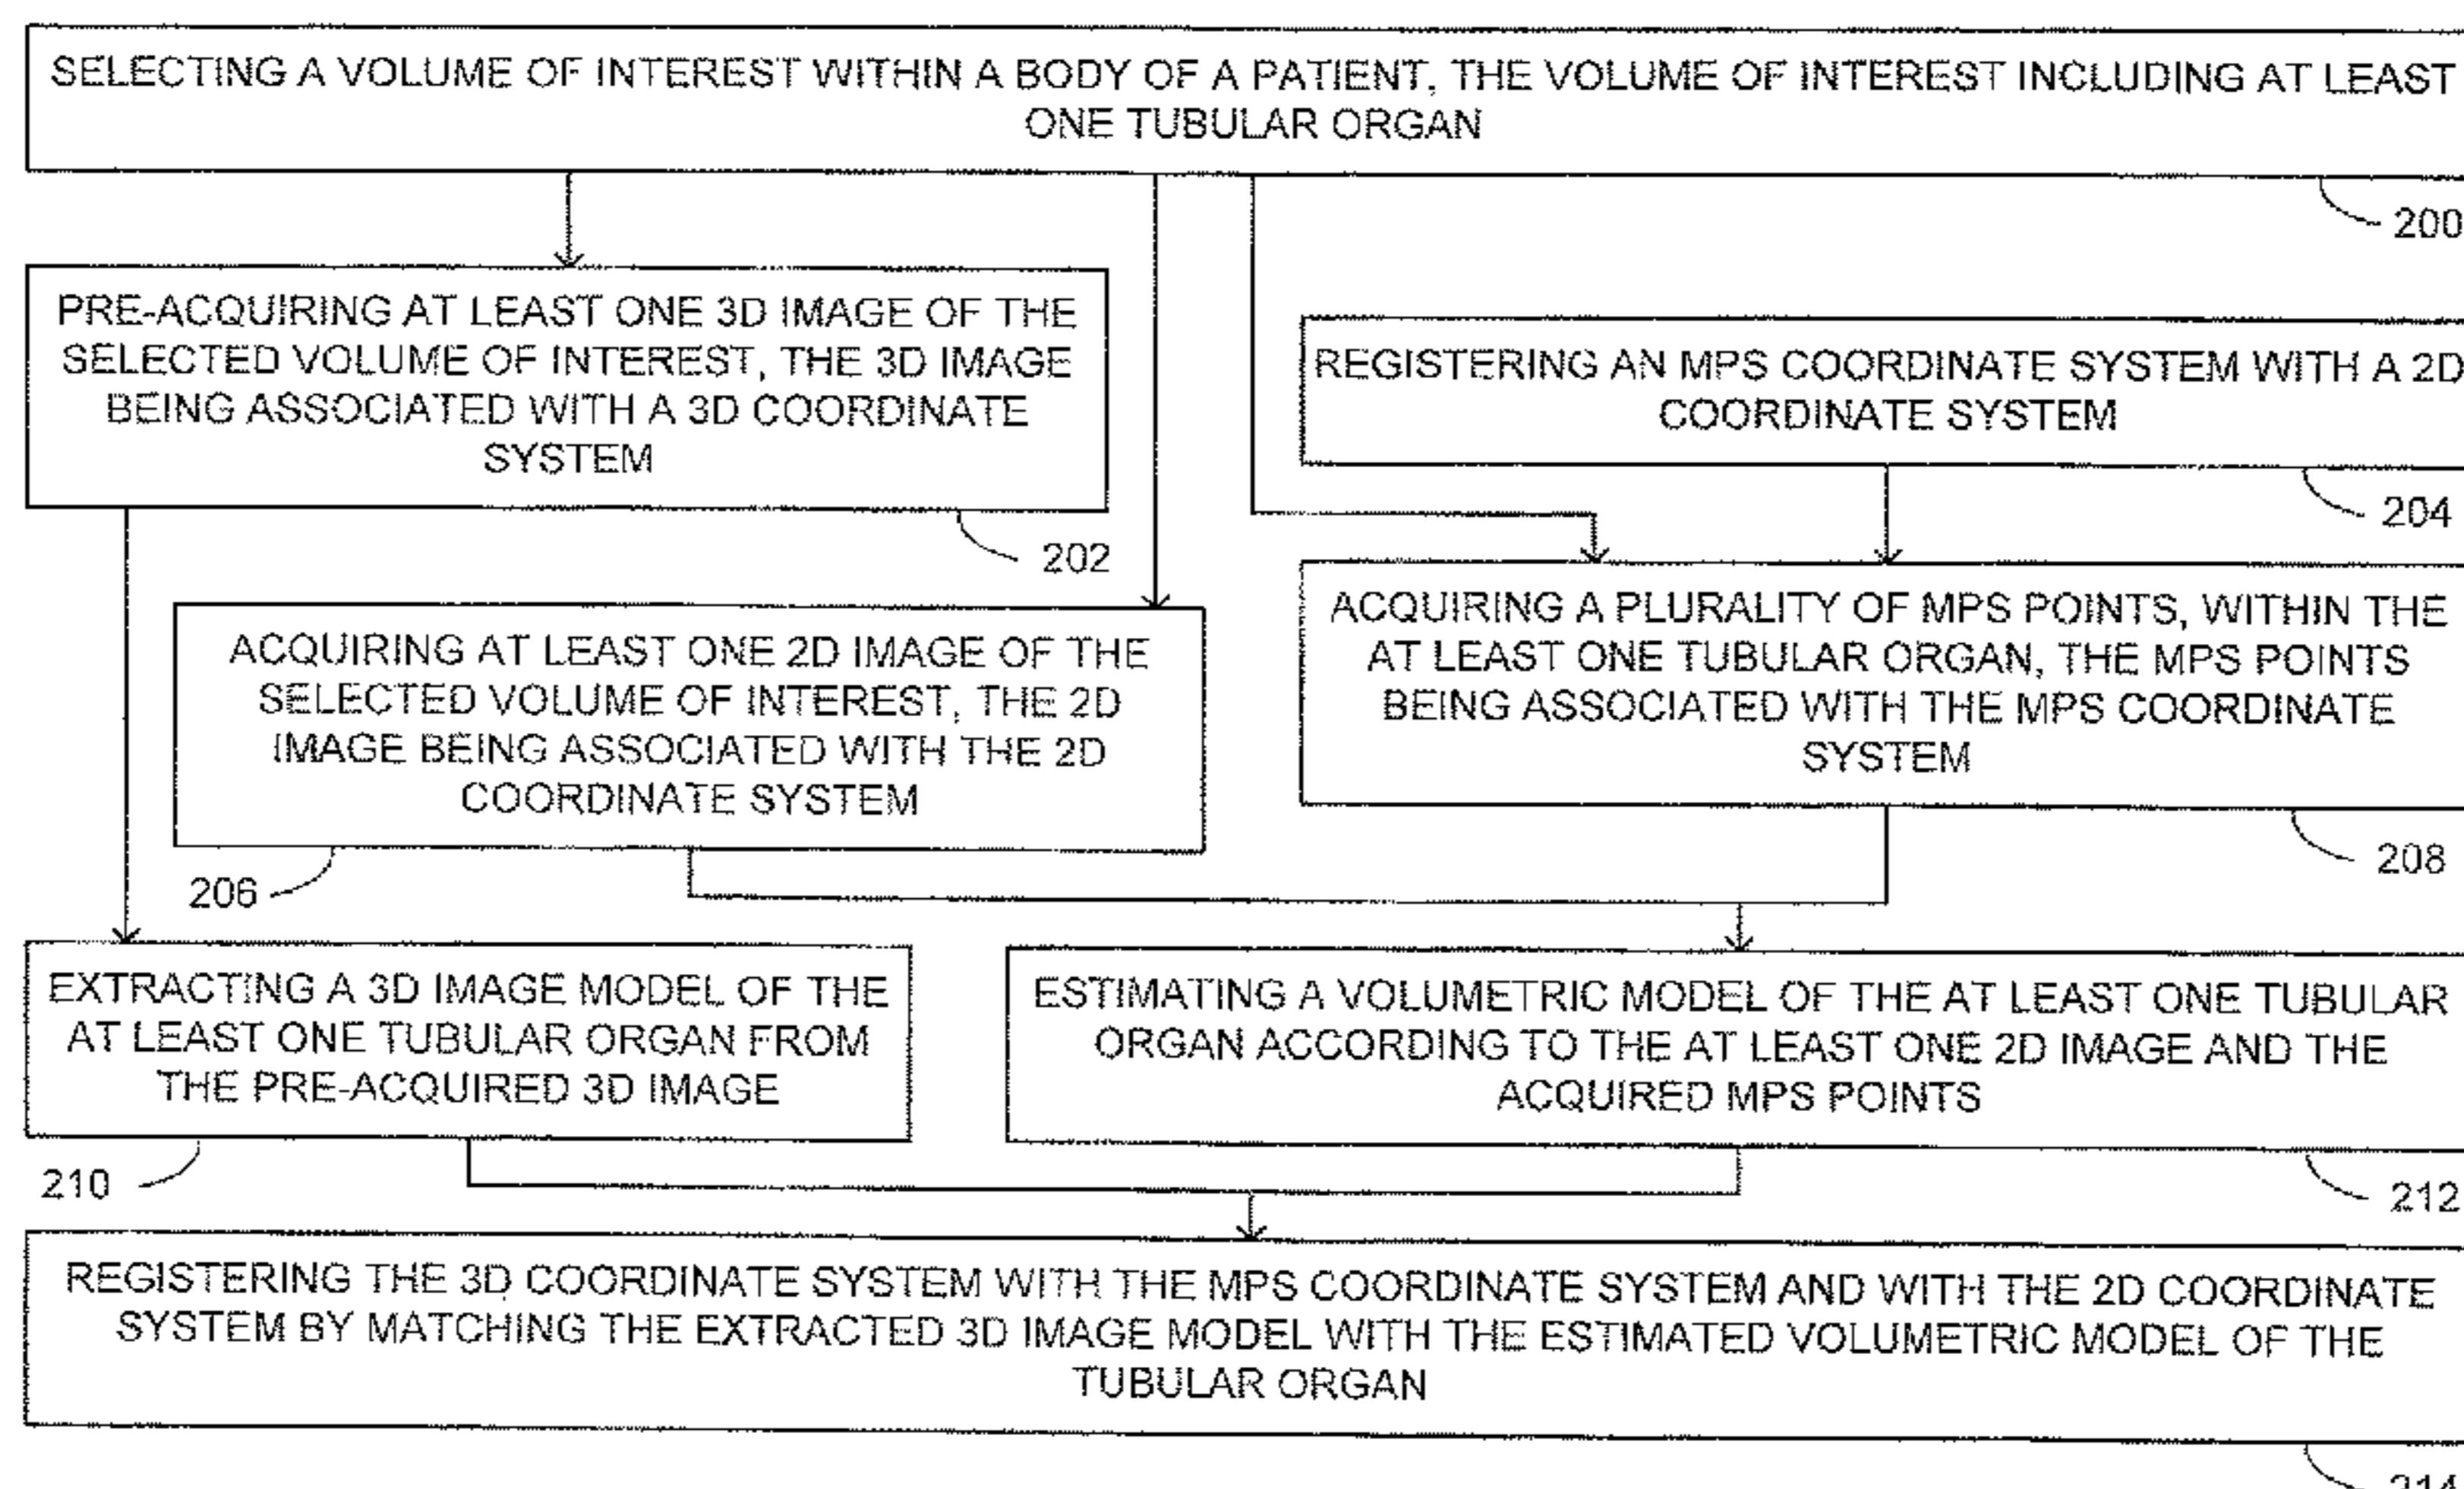 SELECTING A VOLUME OF INTEREST WITHIN A BODY OF A PATIENT, THE VOLUME OF INTEREST INCLUDING AT LEAST
ONE TUBULAR ORGAN
200
PRE-ACQUIRING AT LEAST ONE 3D IMAGE OF THE
SELECTED VOLUME OF INTEREST, THE 3D IMAGE
BEING ASSOCIATED WITH A 3D COORDINATE
SYSTEM
202
REGISTERING AN MPS COORDINATE SYSTEM WITH A 2D
COORDINATE SYSTEM
204
ACQUIRING AT LEAST ONE 2D IMAGE OF THE
SELECTED VOLUME OF INTEREST, THE 2D
IMAGE BEING ASSOCIATED WITH THE 2D
COORDINATE SYSTEM
206
ACQUIRING A PLURALITY OF MPS POINTS, WITHIN THE
AT LEAST ONE TUBULAR ORGAN, THE MPS POINTS
BEING ASSOCIATED WITH THE MPS COORDINATE
SYSTEM
208
EXTRACTING A 3D IMAGE MODEL OF THE
AT LEAST ONE TUBULAR ORGAN FROM
THE PRE-ACQUIRED 3D IMAGE
210
ESTIMATING A VOLUMETRIC MODEL OF THE AT LEAST ONE TUBULAR
ORGAN ACCORDING TO THE AT LEAST ONE 2D IMAGE AND THE
ACQUIRED MPS POINTS
212
REGISTERING THE 3D COORDINATE SYSTEM WITH THE MPS COORDINATE SYSTEM AND WITH THE 2D COORDINATE
SYSTEM BY MATCHING THE EXTRACTED 3D IMAGE MODEL WITH THE ESTIMATED VOLUMETRIC MODEL OF THE
TUBULAR ORGAN
214